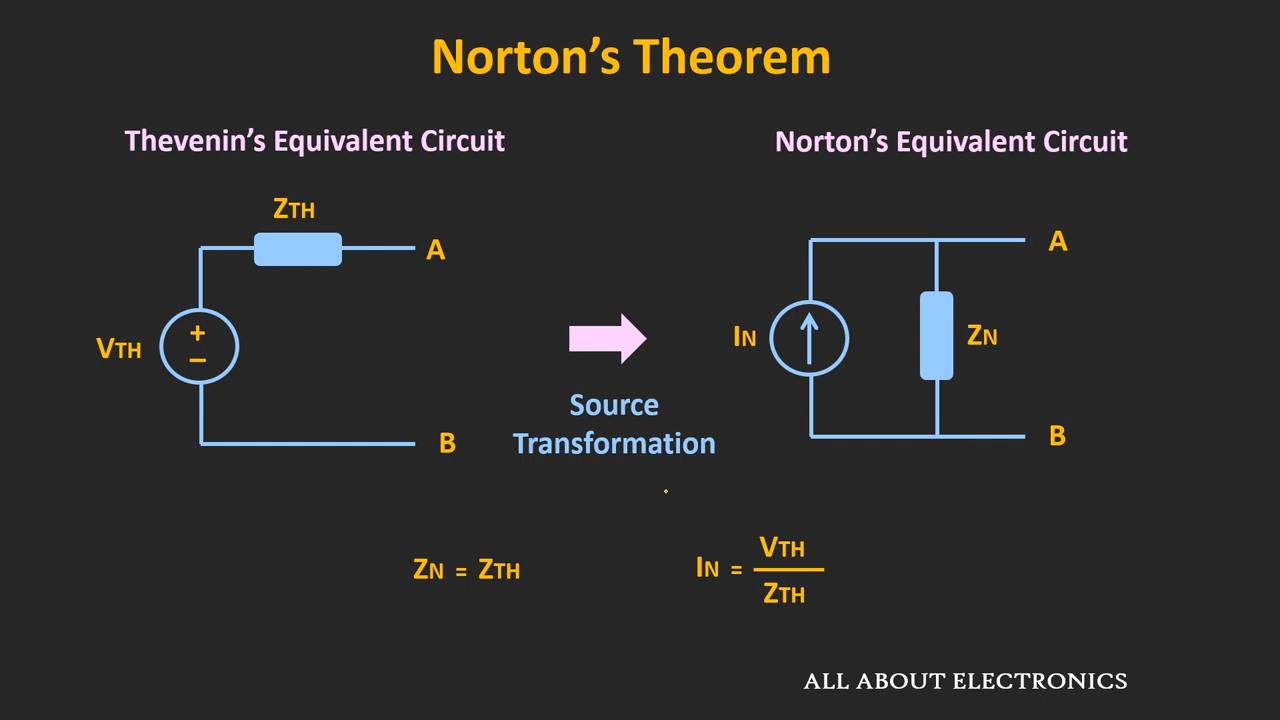 Norton’s Theorem
Thevenin’s Equivalent Circuit
Norton’s Equivalent Circuit
ZTH
A
VTH
+
−
B
Source
Transformation
A
IN
ZN
B
ZN = ZTH
IN = VTH
ZTH
ALL ABOUT ELECTRONICS